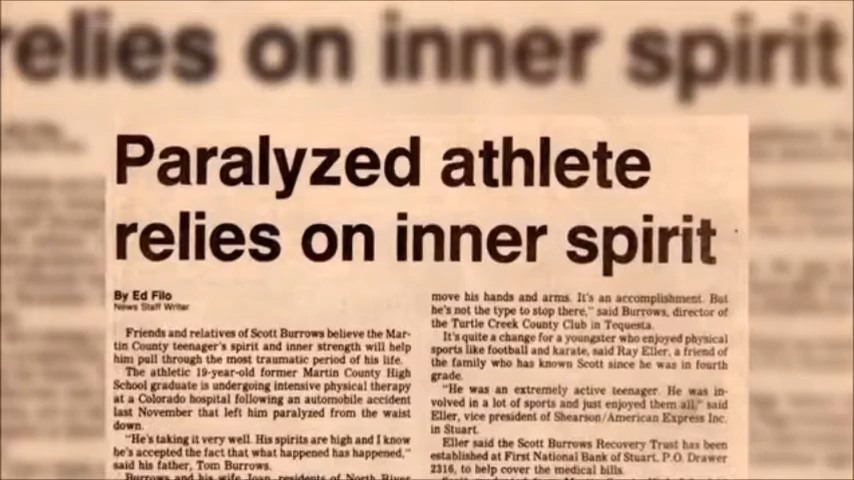 relies on inner spirit
Paralyzed athlete
relies on inner spirit
By Ed Filo
News Staff Writer
Friends and relatives of Scott Burrows believe the Mar-
tin County teenager's spirit and inner strength will help
him pull through the most traumatic period of his life.
The athletic 19-year-old former Martin County High
School graduate is undergoing intensive physical therapy
at a Colorado hospital following an automobile accident
last November that left him paralyzed from the waist
down.
"He's taking it very well. His spirits are high and I know
he's accepted the fact that what happened has happened,"
said his father, Tom Burrows.
Burrows and his wife Joan, residents of North River
move his hands and arms. It's an accomplishment. But
he's not the type to stop there," said Burrows, director of
the Turtle Creek County Club in Tequesta.
It's quite a change for a youngster who enjoyed physical
sports like football and karate, said Ray Eller, a friend of
the family who has known Scott since he was in fourth
grade.
"He was an extremely active teenager. He was in-
volved in a lot of sports and just enjoyed them all," said
Eller, vice president of Shearson/American Express Inc.
in Stuart.
Eller said the Scott Burrows Recovery Trust has been
established at First National Bank of Stuart, P.O. Drawer
2316, to help cover the medical bills.